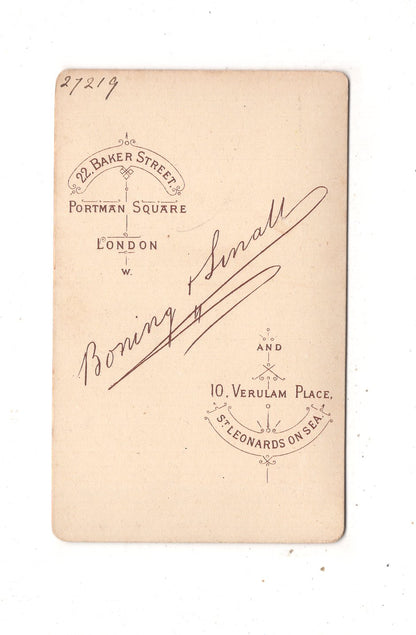 27219
22. BAKER STREET.
PORTMAN SQUARE
LONDON
W.
Boning & Small
AND
10, VERULAM PLACE,
ST LEONARDS ON SEA.